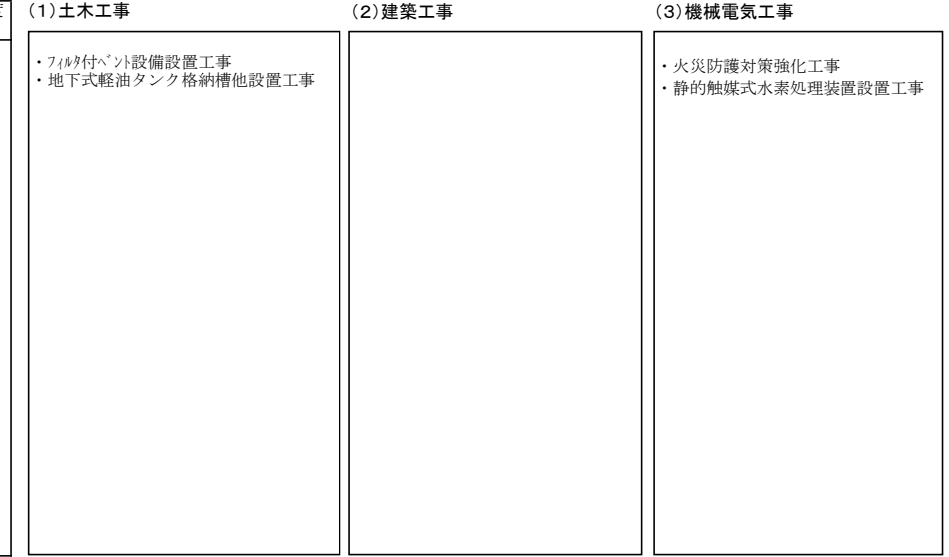 (1)土木工事
・ﾌｨﾙﾀ付ﾍﾞﾝﾄ設備設置工事
・地下式軽油タンク格納槽他設置工事
(2)建築工事
(3)機械電気工事
・火災防護対策強化工事
・静的触媒式水素処理装置設置工事